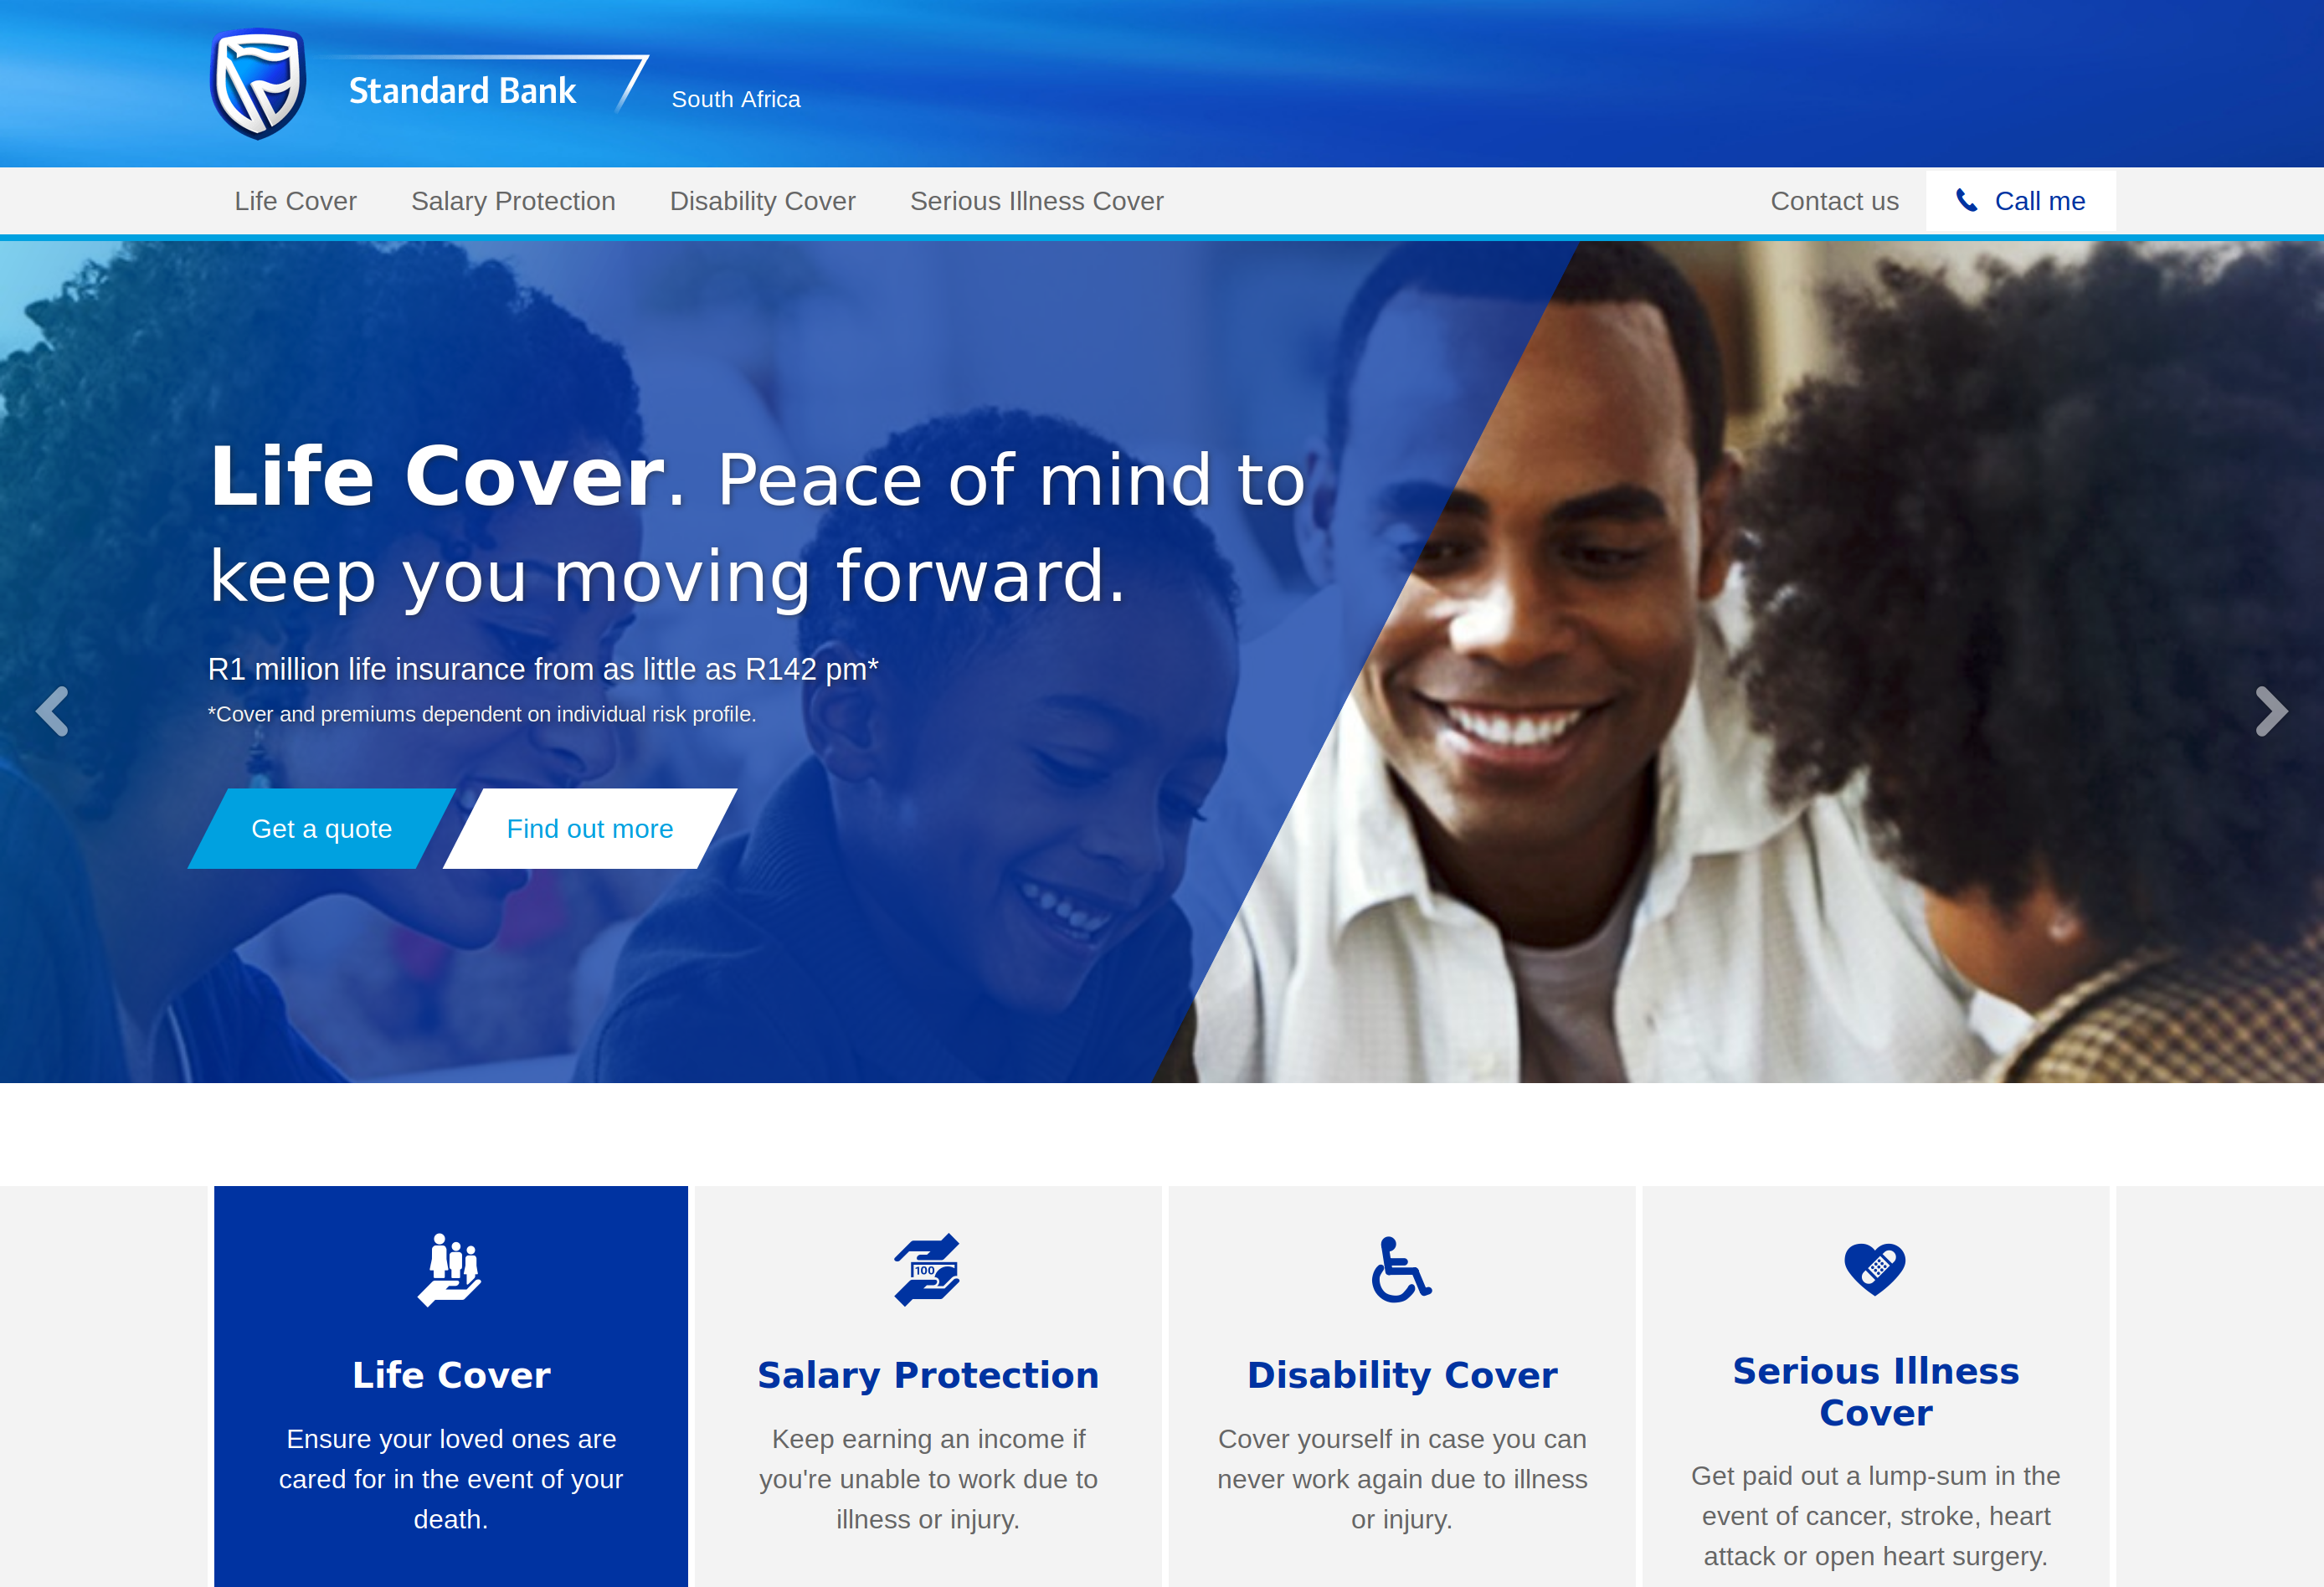 Standard Bank
South Africa
Life Cover
Salary Protection
Disability Cover
Serious Illness Cover
Contact us
Call me
Life Cover. Peace of mind to
keep you moving forward.
R1 million life insurance from as little as R142 pm*
*Cover and premiums dependent on individual risk profile.
Get a quote
Find out more
Life Cover
Ensure your loved ones are
cared for in the event of your
death.
100
Salary Protection
Keep earning an income if
you're unable to work due to
illness or injury.
Disability Cover
Cover yourself in case you can
never work again due to illness
or injury.
Serious Illness
Cover
Get paid out a lump-sum in the
event of cancer, stroke, heart
attack or open heart surgery.